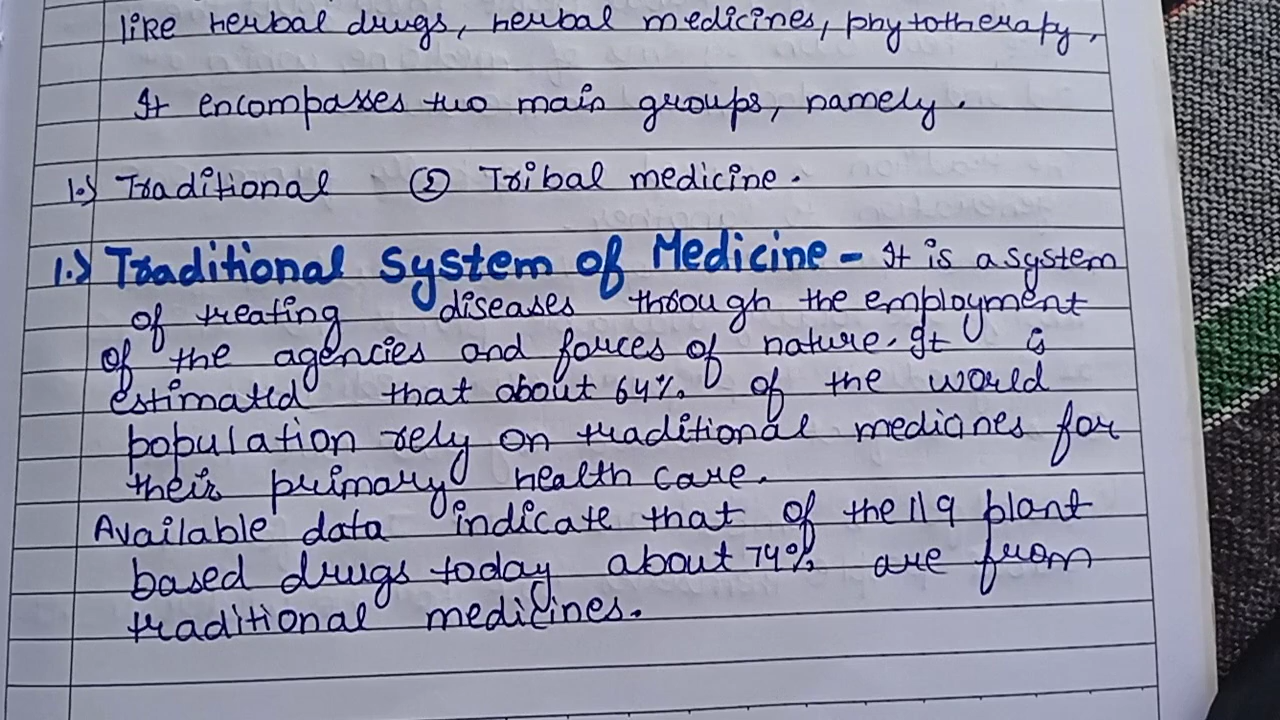 like herbal drugs, herbal medicines, phytotherapy,
It encompasses two main groups, namely.
1.) Traditional ② Tribal medicine.
1.) Traditional System of Medicine - It is a system
of treating diseases through the employment
of the agencies and forces of nature. It is
estimated that about 64% of the world
population rely on traditional medicines for
their primary health care.
Available data indicate that of the 119 plant
based drugs today about 74% are from
traditional medicines.